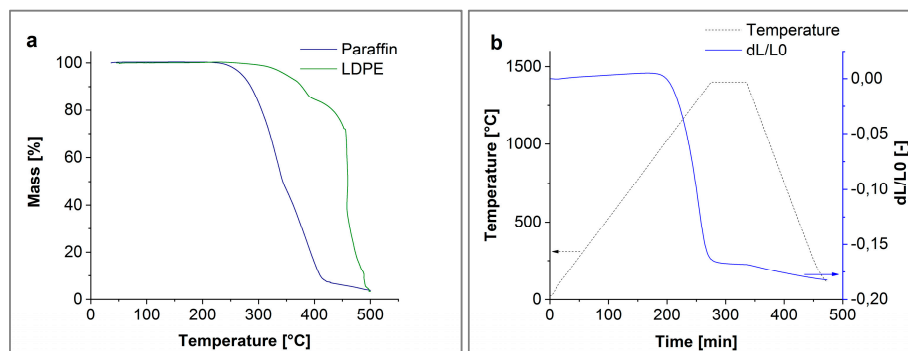 a
Paraffin
LDPE
100
80
60
40
20
0
Mass [%]
0 100 200 300 400 500
Temperature [°C]
b
Temperature
dL/L0
1500
1000
500
0
Temperature [°C]
0,00
-0,05
-0,10
-0,15
-0,20
dL/L0 [-]
0 100 200 300 400 500
Time [min]